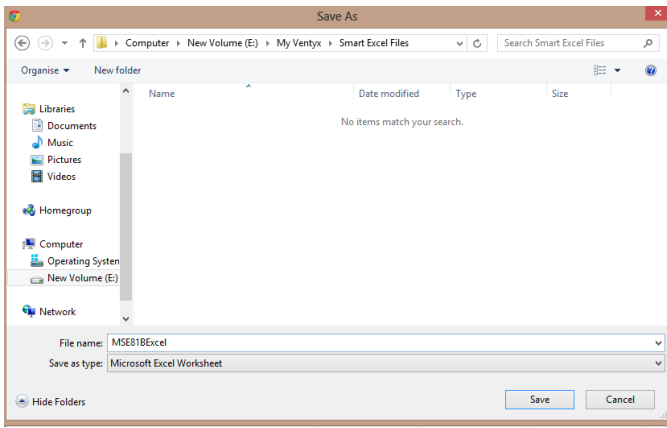 Save As
Computer New Volume (E:) My Ventyx Smart Excel Files Search Smart Excel Files
Organise New folder
Name Date modified Type Size
No items match your search.
Libraries
Documents
Music
Pictures
Videos
Homegroup
Computer
Operating Systen
New Volume (E:)
Network
File name: MSE81BExcel
Save as type: Microsoft Excel Worksheet
Hide Folders Save Cancel